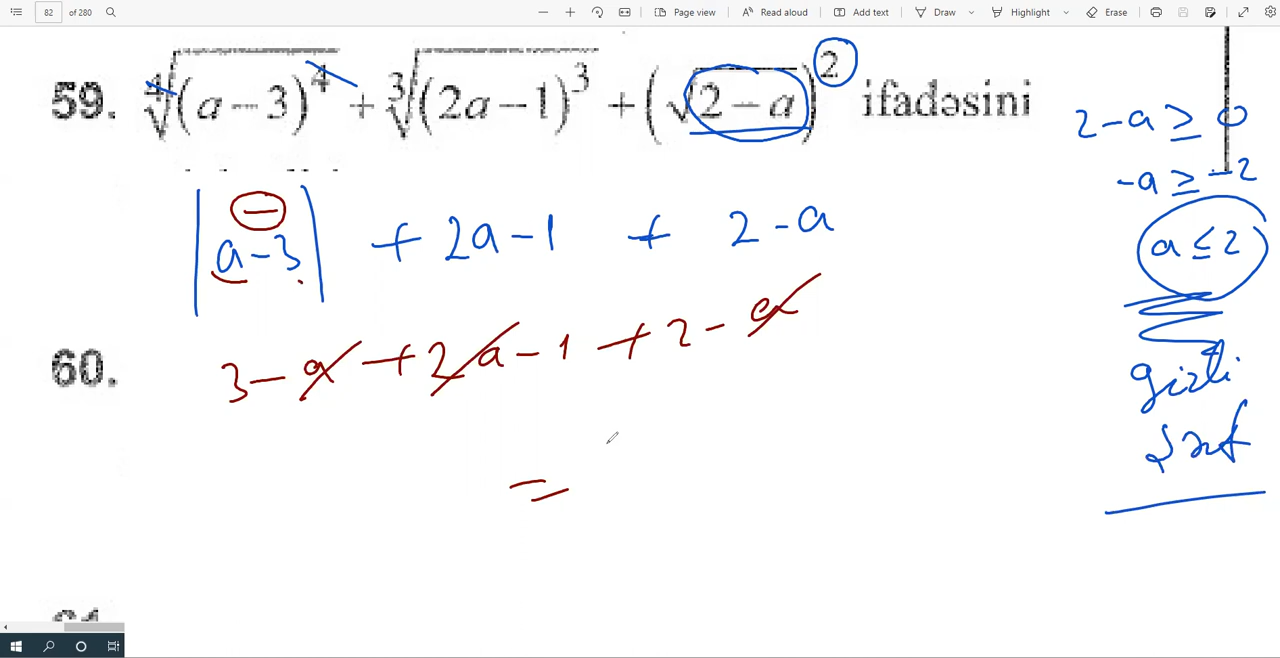 82 of 280 Page view Read aloud Add text Draw Highlight Erase
59. ⁴√(a−3)⁴ + ³√(2a−1)³ + (√2−a)² ifadəsini
2-a ≥ 0
-a ≥ -2
a ≤ 2
gizli
şərt
−
|a-3| + 2a-1 + 2-a
3-a+2a-1+2-a
60.
=